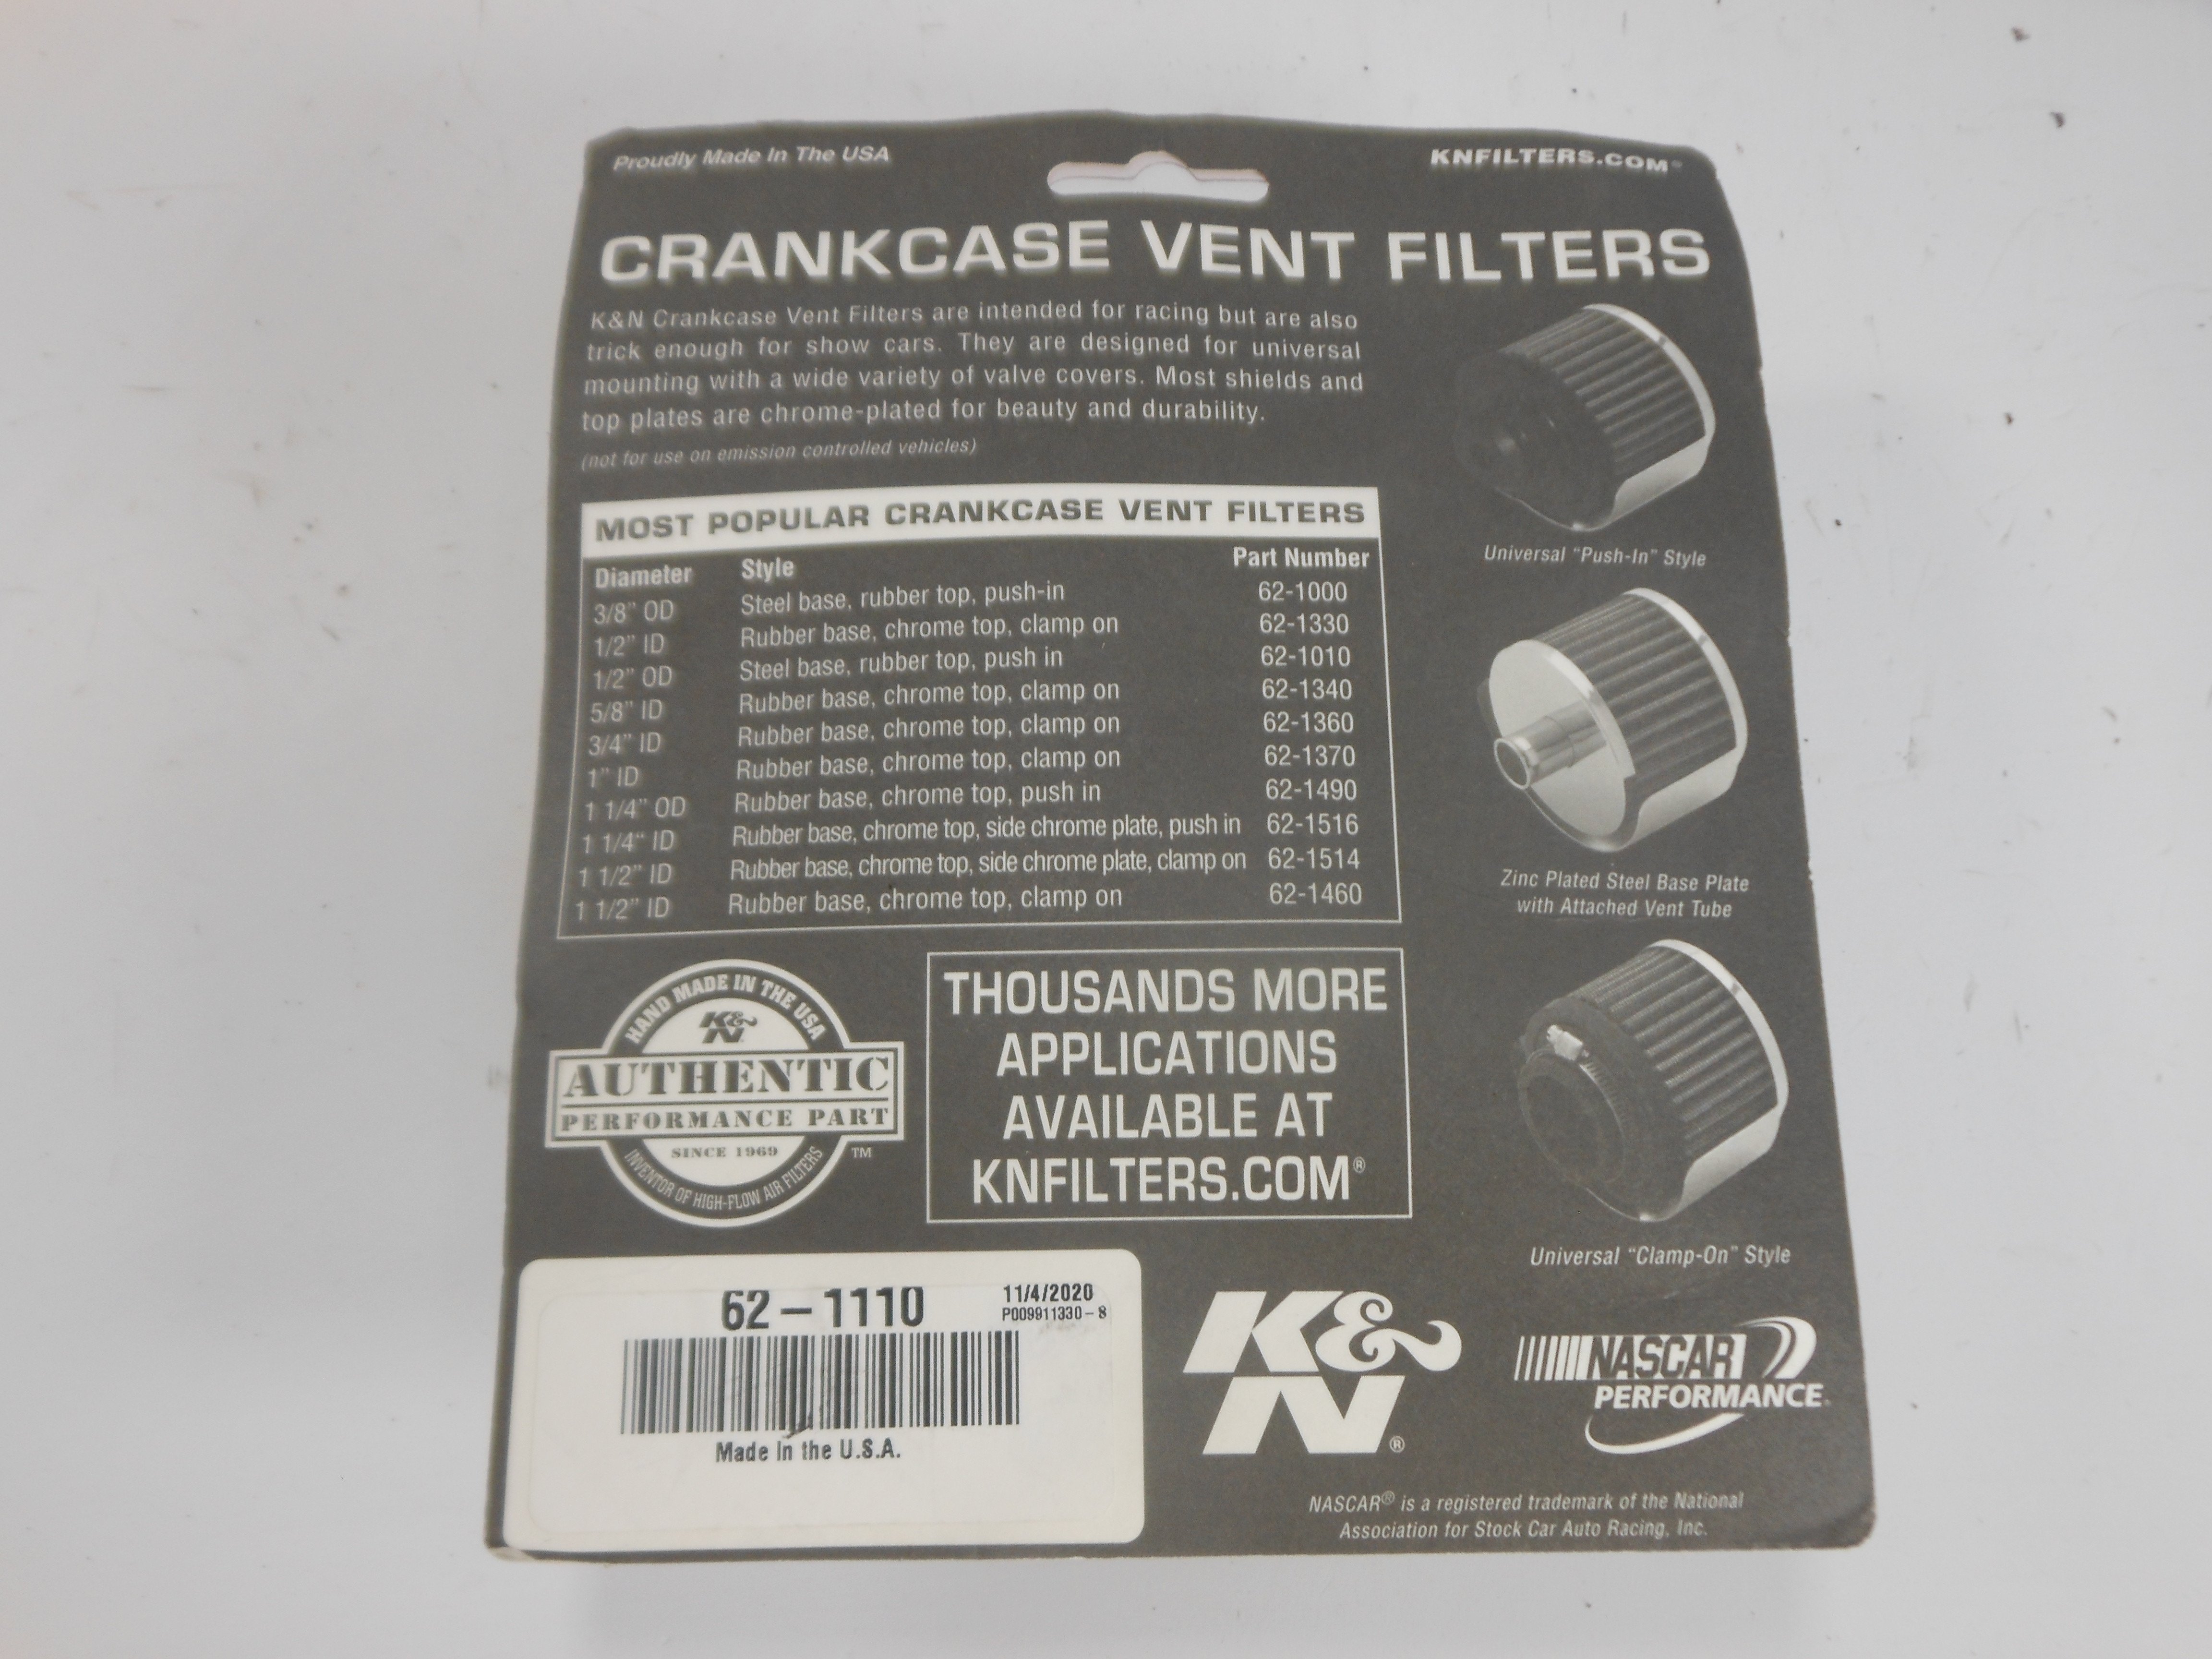 Proudly Made In The USA
KNFILTERS.COM®
CRANKCASE VENT FILTERS
K&N Crankcase Vent Filters are intended for racing but are also
trick enough for show cars. They are designed for universal
mounting with a wide variety of valve covers. Most shields and
top plates are chrome-plated for beauty and durability.
(not for use on emission controlled vehicles)
MOST POPULAR CRANKCASE VENT FILTERS
Diameter Style Part Number
3/8" OD Steel base, rubber top, push-in 62-1000
1/2" ID Rubber base, chrome top, clamp on 62-1330
1/2" OD Steel base, rubber top, push in 62-1010
5/8" ID Rubber base, chrome top, clamp on 62-1340
3/4" ID Rubber base, chrome top, clamp on 62-1360
1" ID Rubber base, chrome top, clamp on 62-1370
1 1/4" OD Rubber base, chrome top, push in 62-1490
1 1/4" ID Rubber base, chrome top, side chrome plate, push in 62-1516
1 1/2" ID Rubber base, chrome top, side chrome plate, clamp on 62-1514
1 1/2" ID Rubber base, chrome top, clamp on 62-1460
Universal "Push-In" Style
Zinc Plated Steel Base Plate
with Attached Vent Tube
Universal "Clamp-On" Style
HAND MADE IN THE USA
K&N
AUTHENTIC
PERFORMANCE PART
SINCE 1969
INVENTOR OF HIGH-FLOW AIR FILTERS
TM
THOUSANDS MORE
APPLICATIONS
AVAILABLE AT
KNFILTERS.COM®
62-1110
11/4/2020
P009911330-8
Made in the U.S.A.
K&N®
NASCAR
PERFORMANCE
NASCAR® is a registered trademark of the National
Association for Stock Car Auto Racing, Inc.